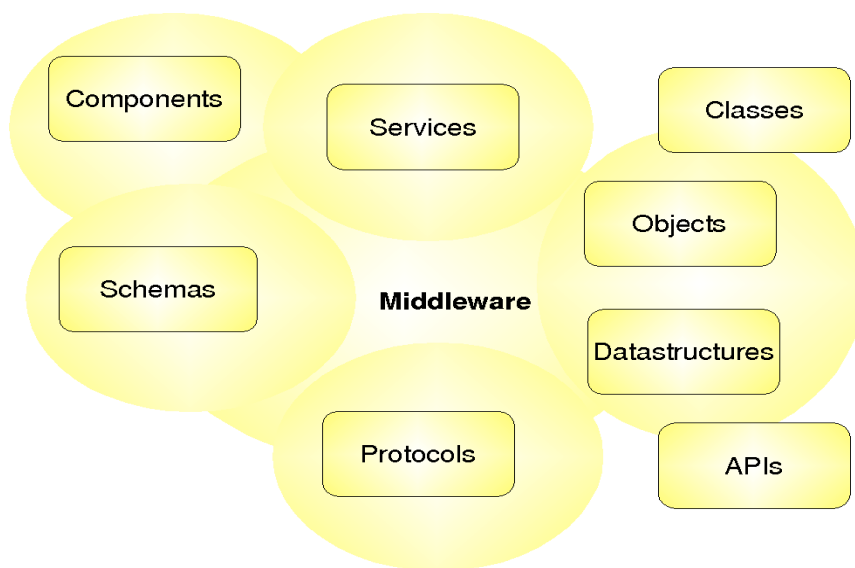 Components
Services
Classes
Objects
Schemas
Middleware
Datastructures
Protocols
APIs